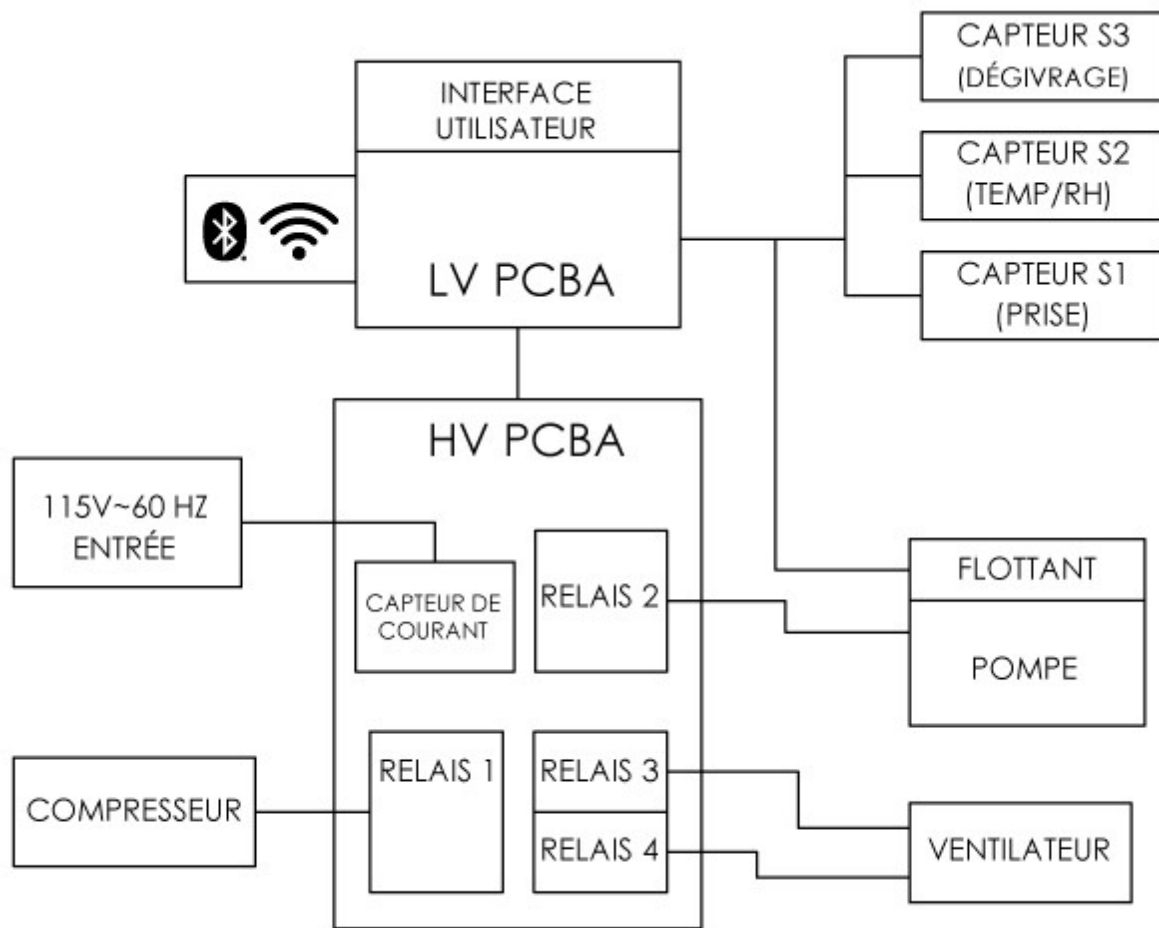 CAPTEUR S3
(DÉGIVRAGE)
INTERFACE
UTILISATEUR
CAPTEUR S2
(TEMP/RH)
LV PCBA
CAPTEUR S1
(PRISE)
HV PCBA
115V~60 HZ
ENTRÉE
CAPTEUR DE
COURANT
RELAIS 2
FLOTTANT
POMPE
COMPRESSEUR
RELAIS 1
RELAIS 3
RELAIS 4
VENTILATEUR